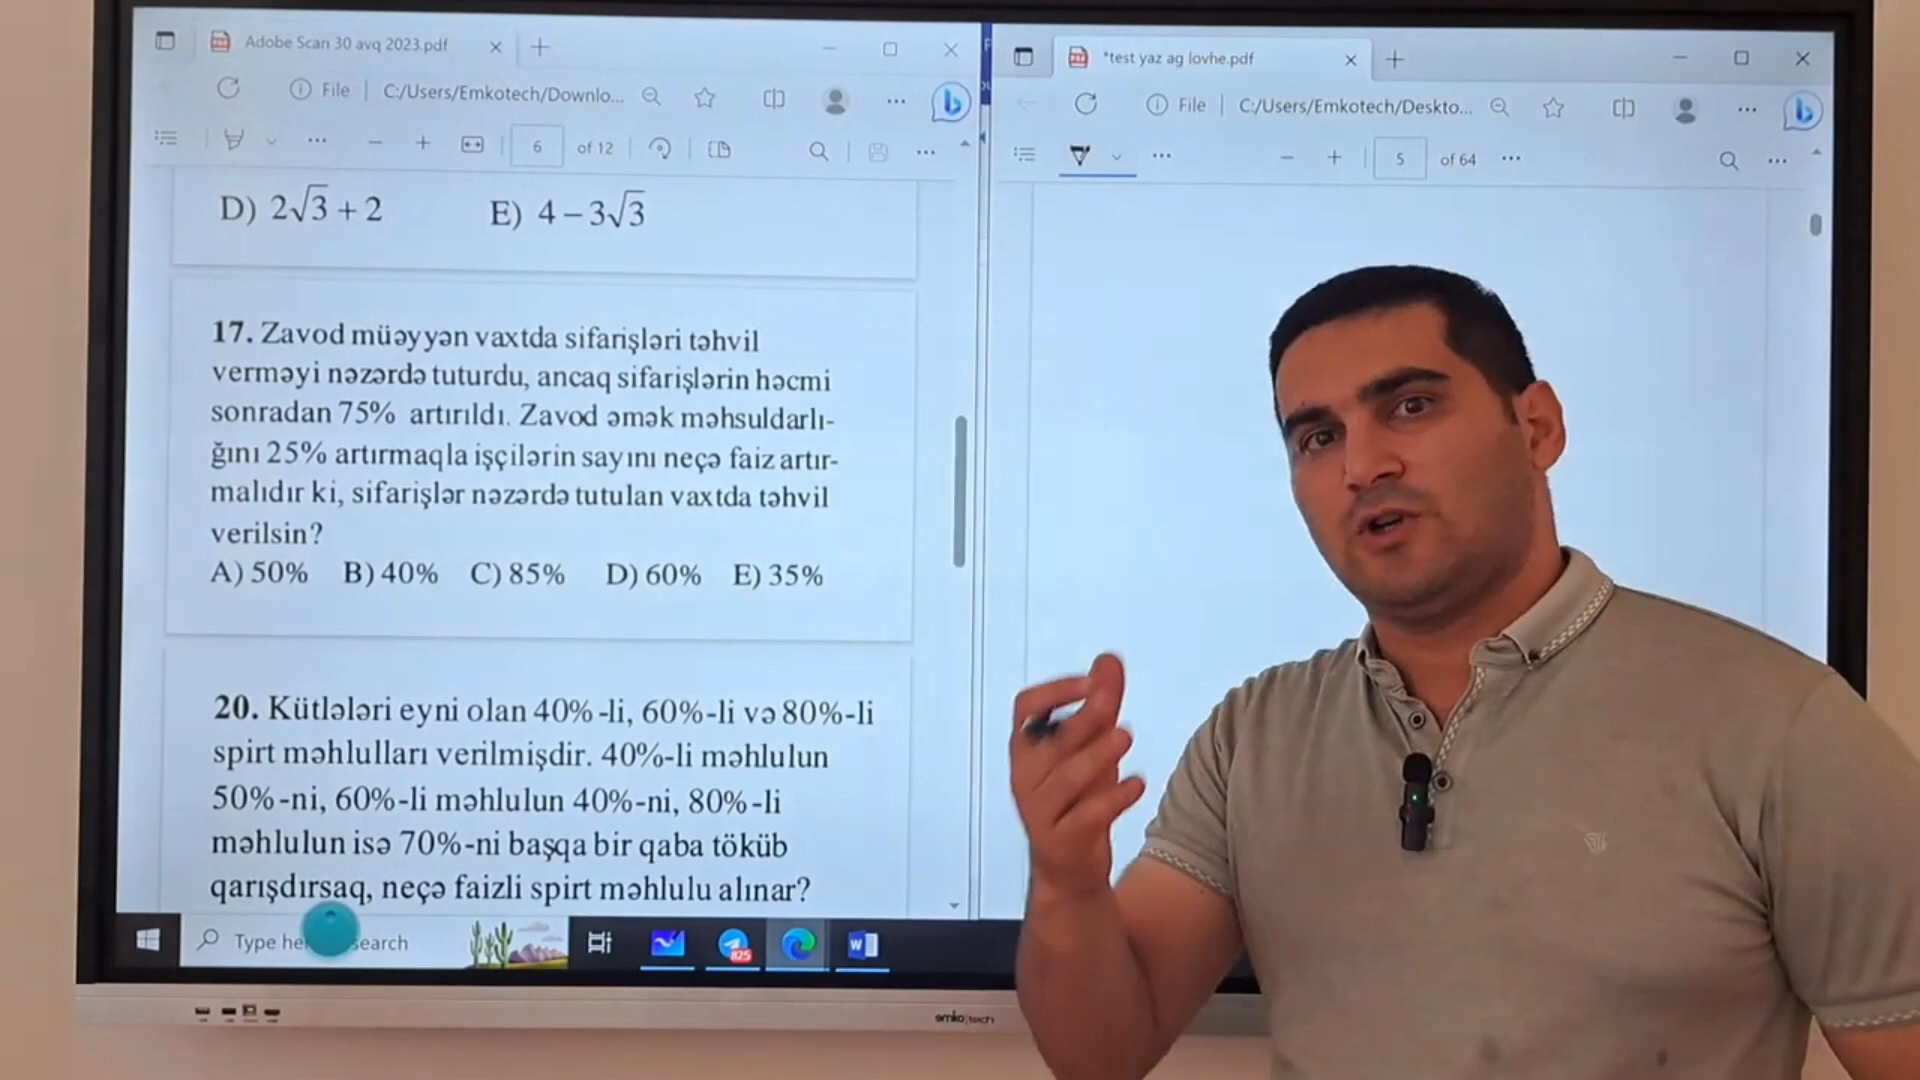 Adobe Scan 30 avq 2023.pdf
File | C:/Users/Emkotech/Downlo...
6 of 12
D) 2√3 + 2 E) 4 – 3√3
17. Zavod müəyyən vaxtda sifarişləri təhvil
verməyi nəzərdə tuturdu, ancaq sifarişlərin həcmi
sonradan 75% artırıldı. Zavod əmək məhsuldarlı-
ğını 25% artırmaqla işçilərin sayını neçə faiz artır-
malıdır ki, sifarişlər nəzərdə tutulan vaxtda təhvil
verilsin?
A) 50% B) 40% C) 85% D) 60% E) 35%
20. Kütlələri eyni olan 40%-li, 60%-li və 80%-li
spirt məhlulları verilmişdir. 40%-li məhlulun
50%-ni, 60%-li məhlulun 40%-ni, 80%-li
məhlulun isə 70%-ni başqa bir qaba töküb
qarışdırsaq, neçə faizli spirt məhlulu alınar?
*test yaz ag lovhe.pdf
File | C:/Users/Emkotech/Deskto...
5 of 64
Type he search
825
W
emko|tech